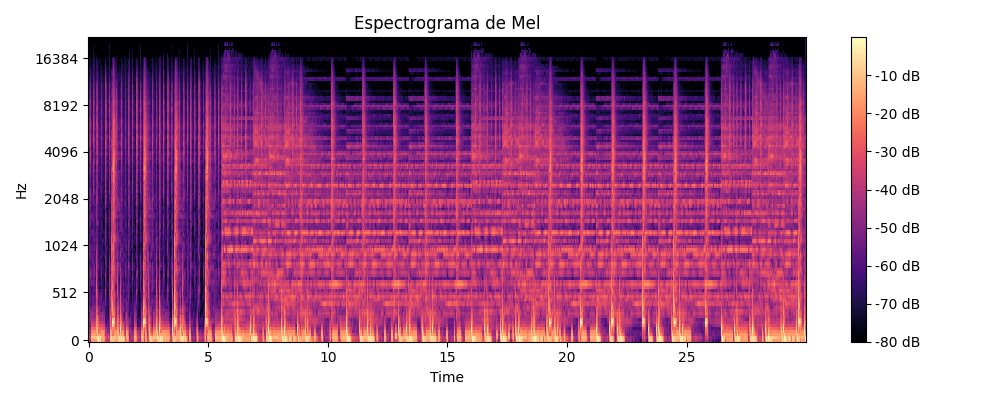 Espectrograma de Mel
Hz
16384
8192
4096
2048
1024
512
0
0 5 10 15 20 25
Time
-10 dB
-20 dB
-30 dB
-40 dB
-50 dB
-60 dB
-70 dB
-80 dB